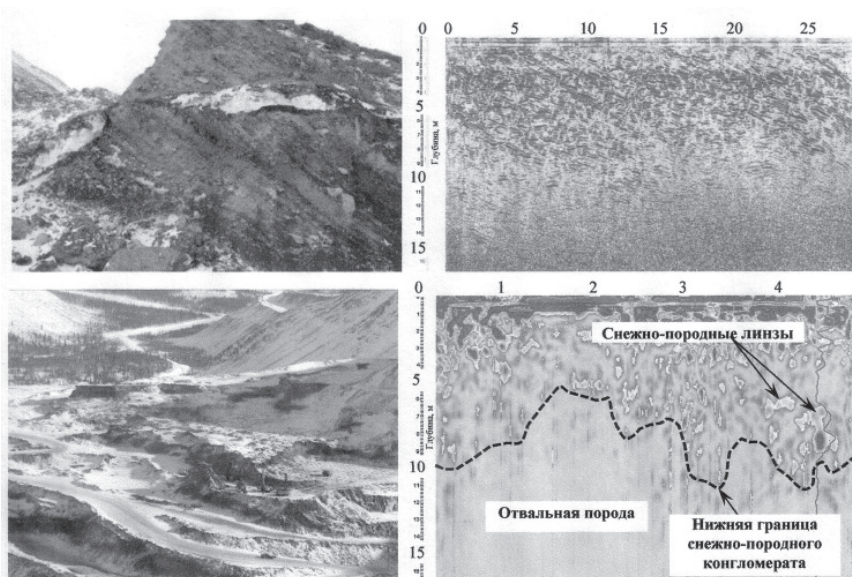 0 0 5 10 15 20 25
5
Глубина, м
10
15
0 1 2 3 4
Снежно-породные линзы
5
Глубина, м
10
Отвальная порода
Нижняя граница
снежно-породного
конгломерата
15